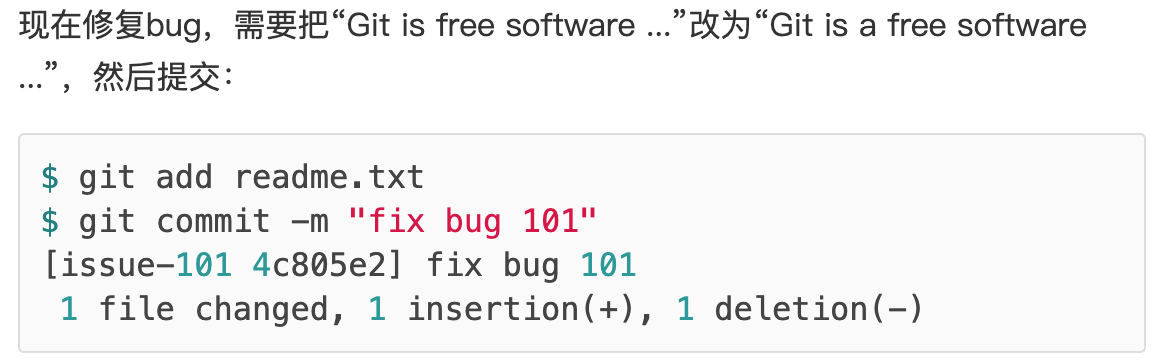 现在修复bug，需要把“Git is free software ...”改为“Git is a free software
...”，然后提交：
$ git add readme.txt
$ git commit -m "fix bug 101"
[issue-101 4c805e2] fix bug 101
 1 file changed, 1 insertion(+), 1 deletion(-)